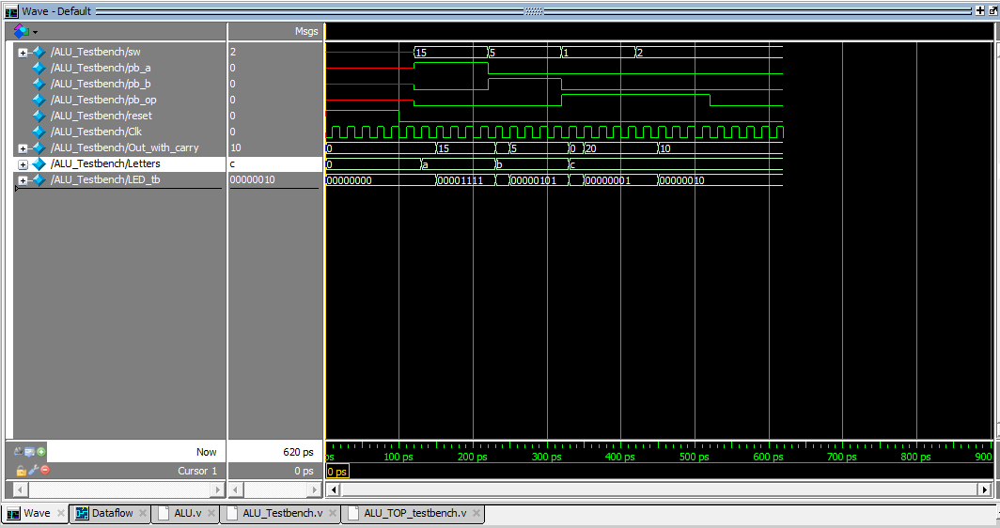 Wave - Default
Msgs
/ALU_Testbench/sw 2 15 5 1 2
/ALU_Testbench/pb_a 0
/ALU_Testbench/pb_b 0
/ALU_Testbench/pb_op 0
/ALU_Testbench/reset 0
/ALU_Testbench/Clk 0
/ALU_Testbench/Out_with_carry 10 0 15 5 0 20 10
/ALU_Testbench/Letters c 0 a b c
/ALU_Testbench/LED_tb 00000010 00000000 00001111 00000101 00000001 00000010
Now 620 ps ps 100 ps 200 ps 300 ps 400 ps 500 ps 600 ps 700 ps 800 ps 900
Cursor 1 0 ps 0 ps
Wave Dataflow ALU.v ALU_Testbench.v ALU_TOP_testbench.v